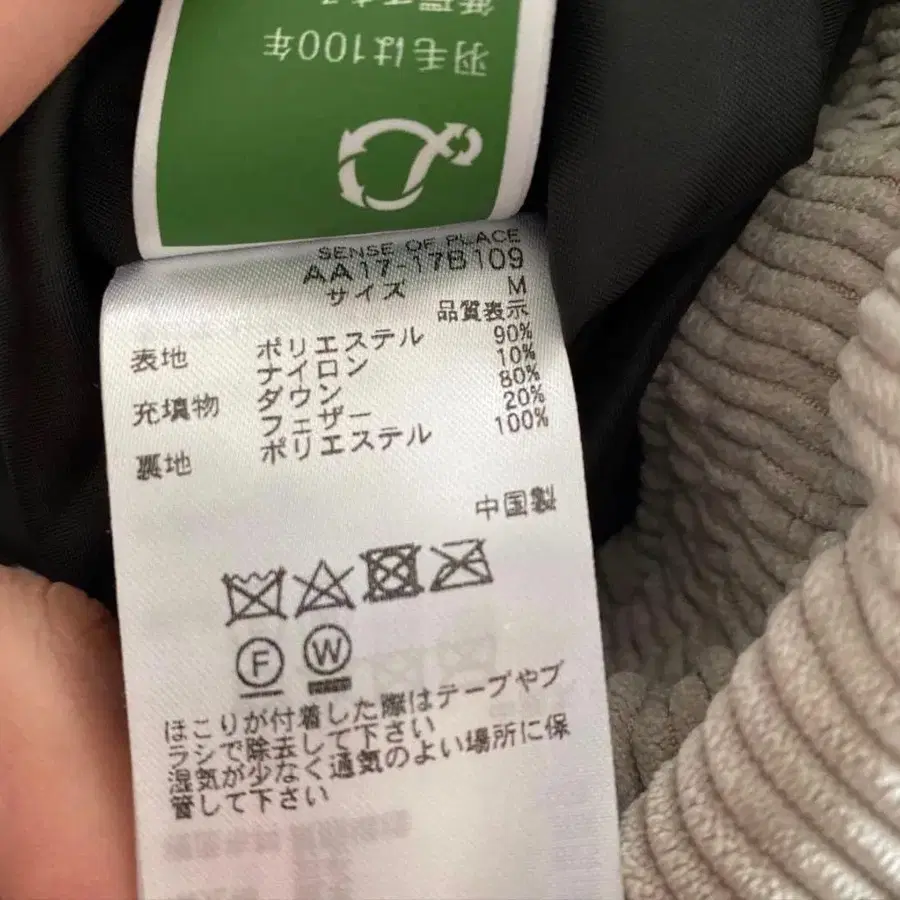 循環できる
羽毛は100年
SENSE OF PLACE
AA17-17B109
サイズ M
品質表示
表地 ポリエステル 90%
ナイロン 10%
充填物 ダウン 80%
フェザー 20%
裏地 ポリエステル 100%
中国製
F W
ほこりが付着した際はテープやブ
ラシで除去して下さい
湿気が少なく通気のよい場所に保
管して下さい